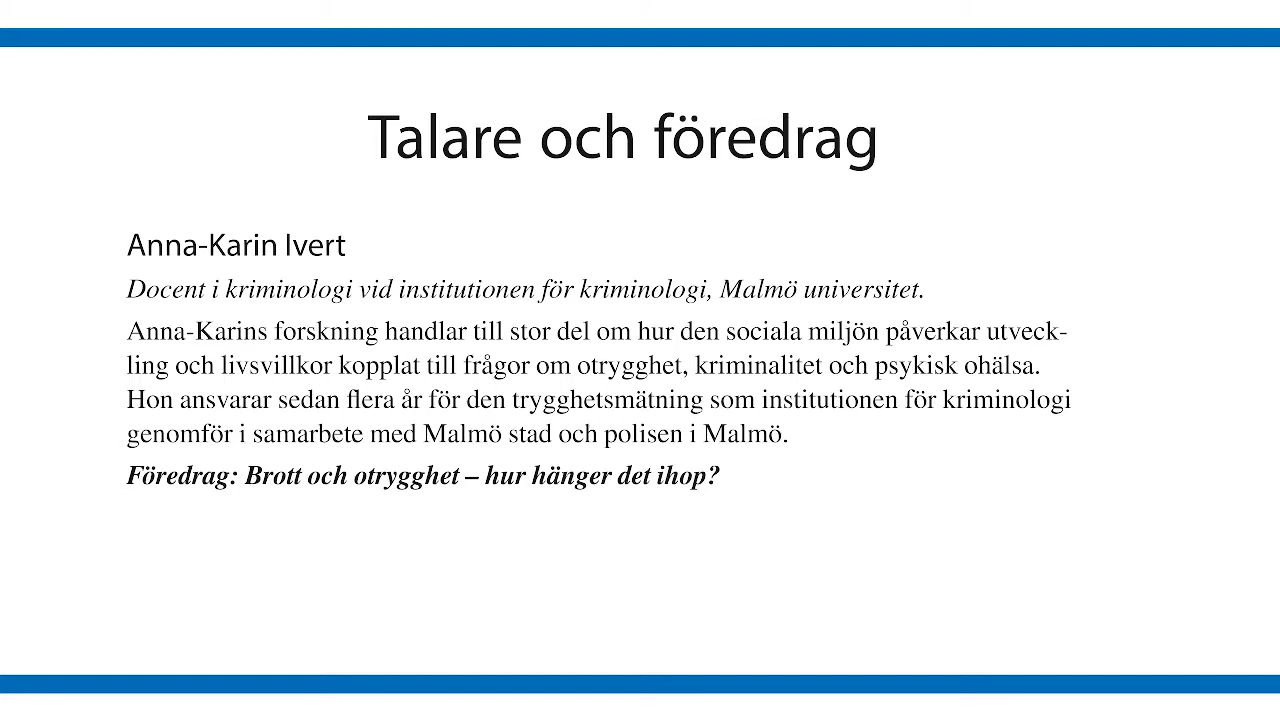 Talare och föredrag
Anna-Karin Ivert
Docent i kriminologi vid institutionen för kriminologi, Malmö universitet.
Anna-Karins forskning handlar till stor del om hur den sociala miljön påverkar utveck-
ling och livsvillkor kopplat till frågor om otrygghet, kriminalitet och psykisk ohälsa.
Hon ansvarar sedan flera år för den trygghetsmätning som institutionen för kriminologi
genomför i samarbete med Malmö stad och polisen i Malmö.
Föredrag: Brott och otrygghet – hur hänger det ihop?